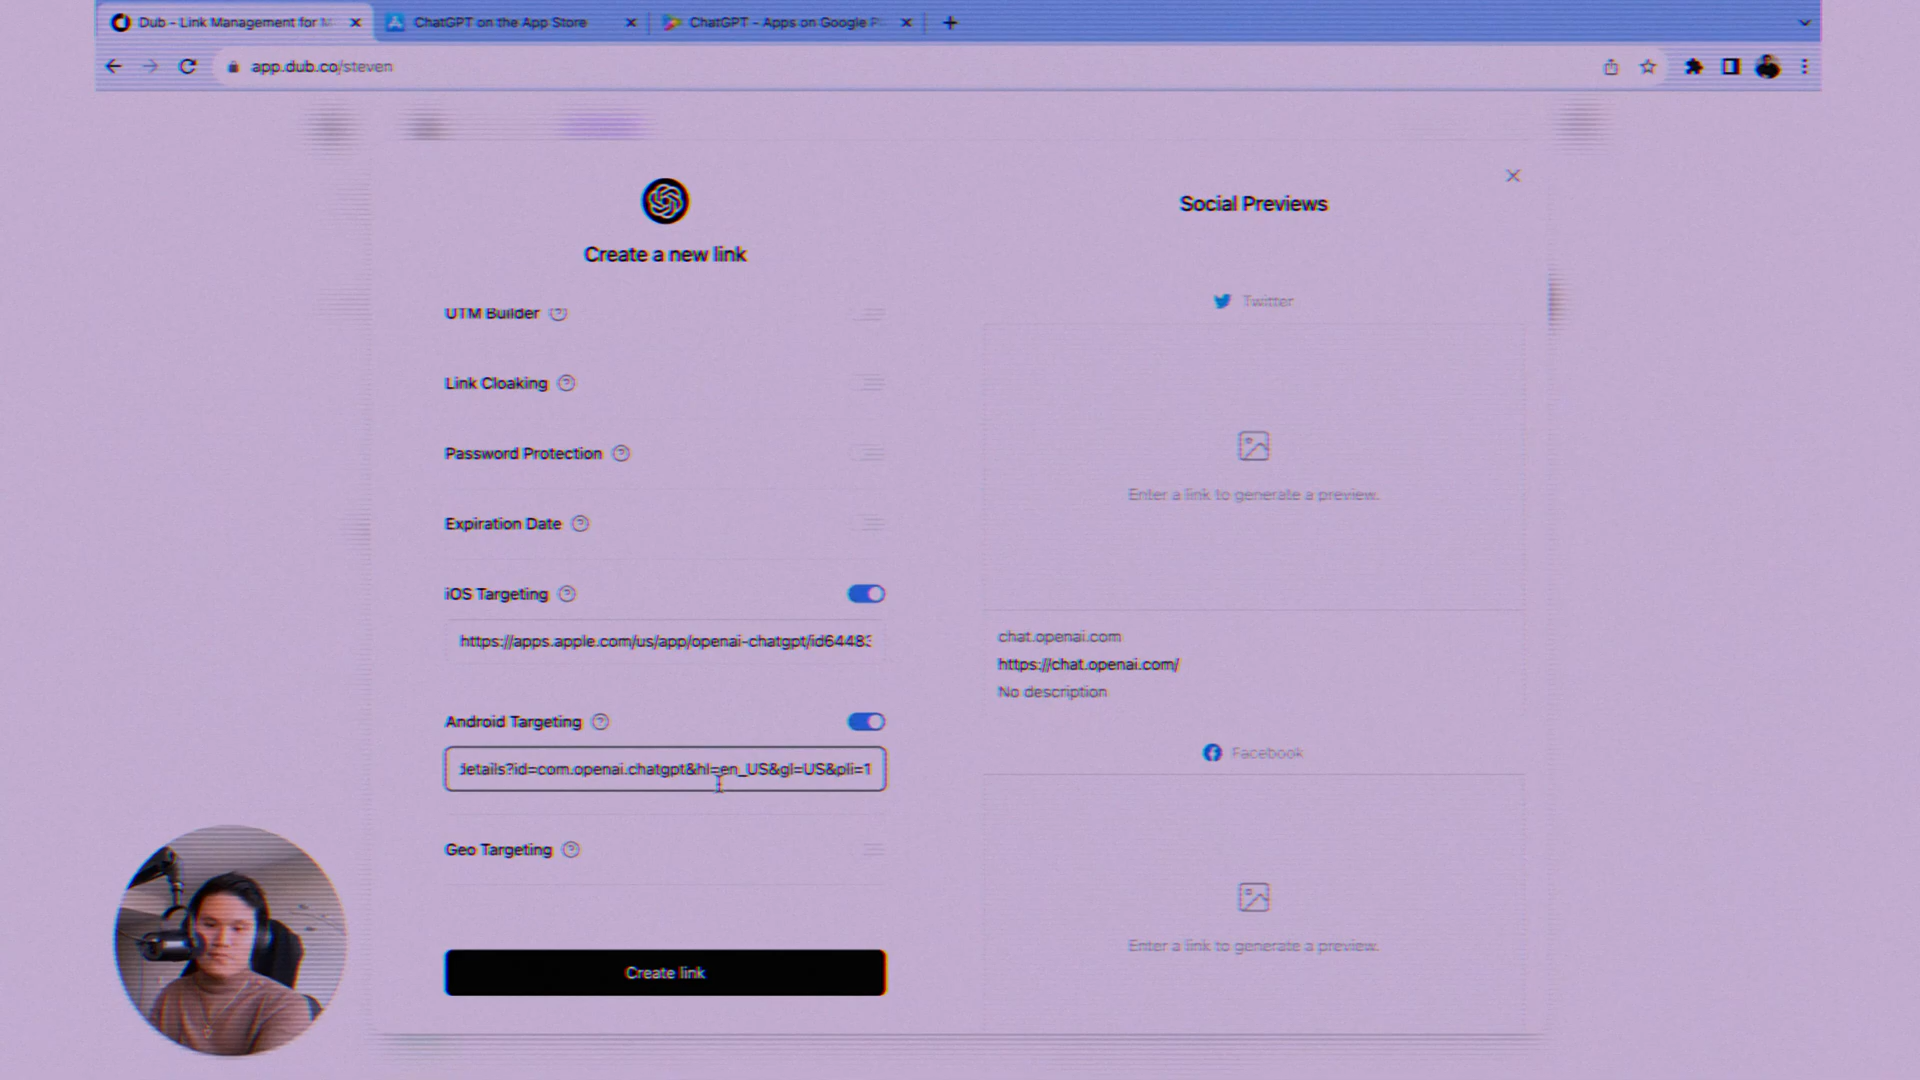 Dub - Link Management for M
ChatGPT on the App Store
ChatGPT - Apps on Google P
app.dub.co/steven
Create a new link
UTM Builder
Link Cloaking
Password Protection
Expiration Date
iOS Targeting
https://apps.apple.com/us/app/openai-chatgpt/id64483
Android Targeting
details?id=com.openai.chatgpt&hl=en_US&gl=US&pli=1
Geo Targeting
Create link
Social Previews
Twitter
Enter a link to generate a preview.
chat.openai.com
https://chat.openai.com/
No description
Facebook
Enter a link to generate a preview.